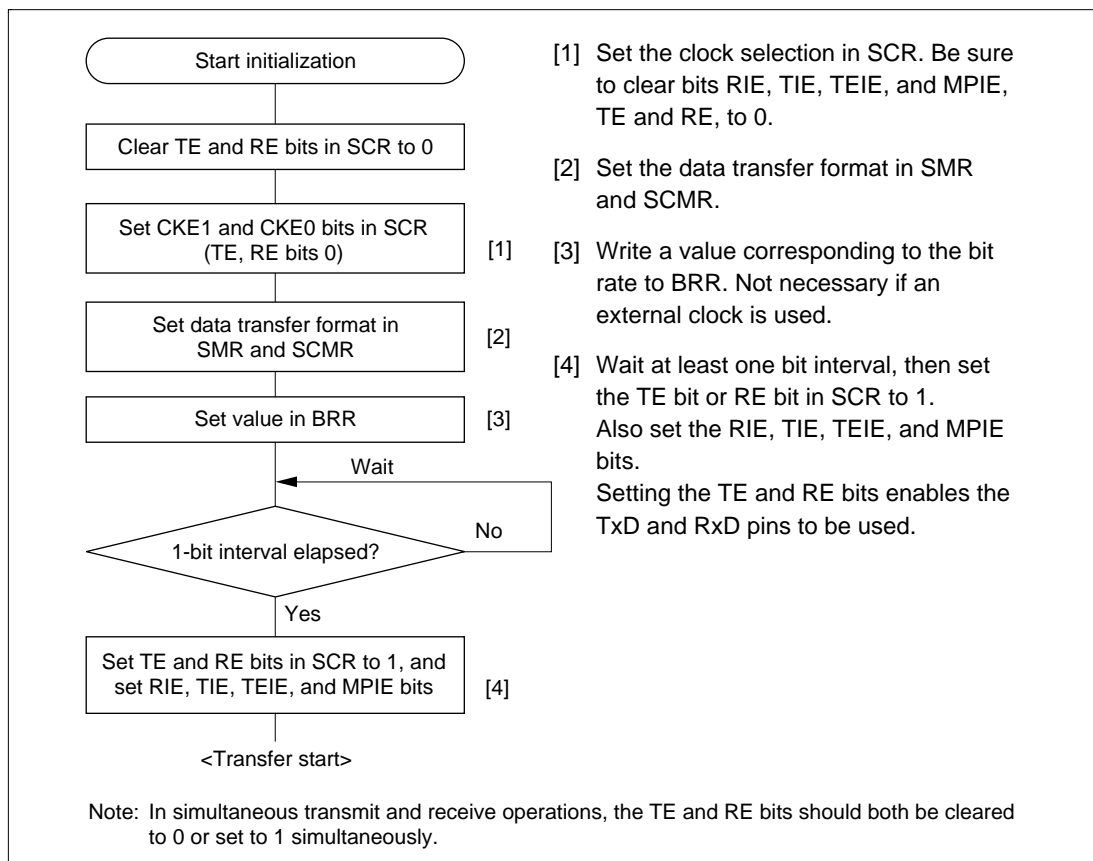 Start initialization
Clear TE and RE bits in SCR to 0
Set CKE1 and CKE0 bits in SCR
(TE, RE bits 0)
[1]
Set data transfer format in
SMR and SCMR
[2]
Set value in BRR
[3]
Wait
No
1-bit interval elapsed?
Yes
Set TE and RE bits in SCR to 1, and
set RIE, TIE, TEIE, and MPIE bits
[4]
<Transfer start>
[1] Set the clock selection in SCR. Be sure
to clear bits RIE, TIE, TEIE, and MPIE,
TE and RE, to 0.
[2] Set the data transfer format in SMR
and SCMR.
[3] Write a value corresponding to the bit
rate to BRR. Not necessary if an
external clock is used.
[4] Wait at least one bit interval, then set
the TE bit or RE bit in SCR to 1.
Also set the RIE, TIE, TEIE, and MPIE
bits.
Setting the TE and RE bits enables the
TxD and RxD pins to be used.
Note: In simultaneous transmit and receive operations, the TE and RE bits should both be cleared
to 0 or set to 1 simultaneously.